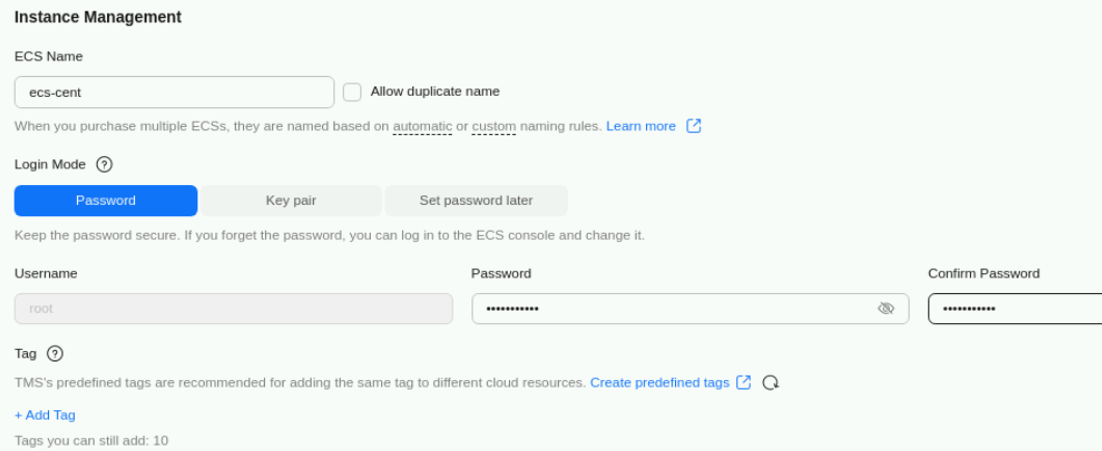 Instance Management
ECS Name
ecs-cent
Allow duplicate name
When you purchase multiple ECSs, they are named based on automatic or custom naming rules. Learn more
Login Mode
Password Key pair Set password later
Keep the password secure. If you forget the password, you can log in to the ECS console and change it.
Username Password Confirm Password
root ••••••••••• •••••••••••
Tag
TMS's predefined tags are recommended for adding the same tag to different cloud resources. Create predefined tags
+ Add Tag
Tags you can still add: 10